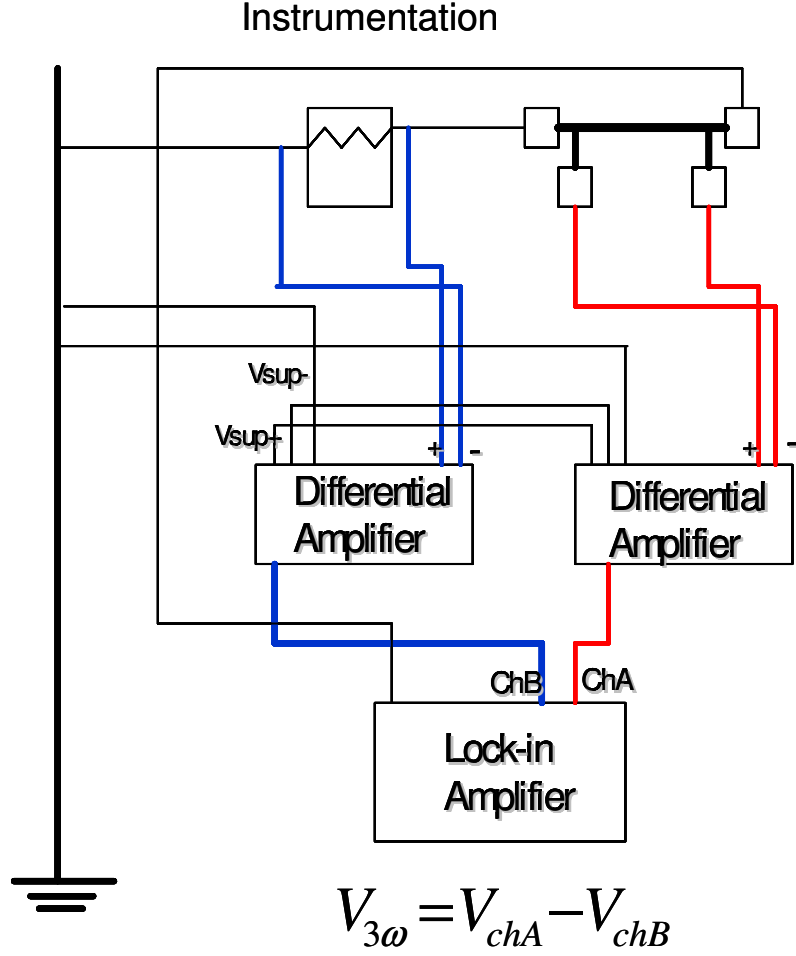 Instrumentation
Vsup-
Vsup+
+ -
+ -
Differential
Amplifier
Differential
Amplifier
ChB ChA
Lock-in
Amplifier
V3ω = VchA − VchB